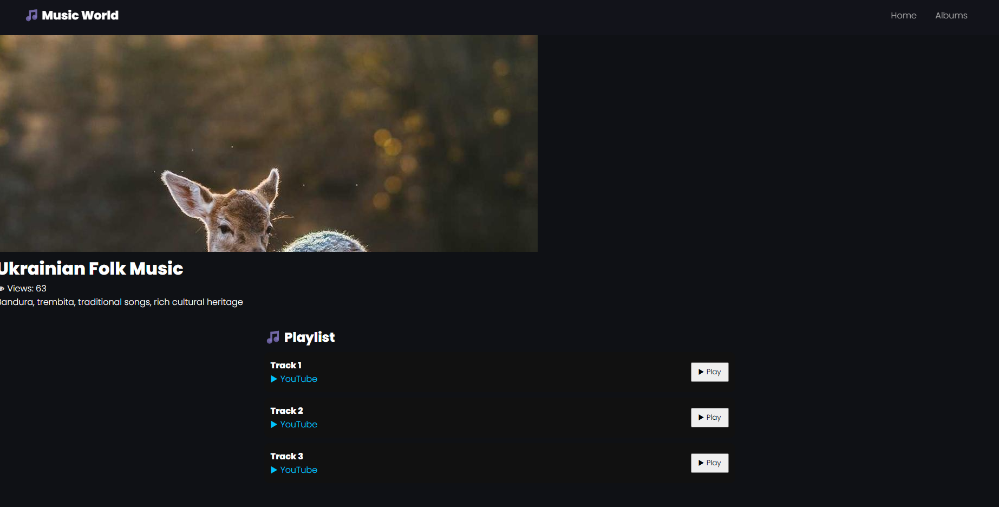 🎵 Music World
Home Albums
Ukrainian Folk Music
👁 Views: 63
Bandura, trembita, traditional songs, rich cultural heritage
🎵 Playlist
Track 1
▶ YouTube
▶ Play
Track 2
▶ YouTube
▶ Play
Track 3
▶ YouTube
▶ Play